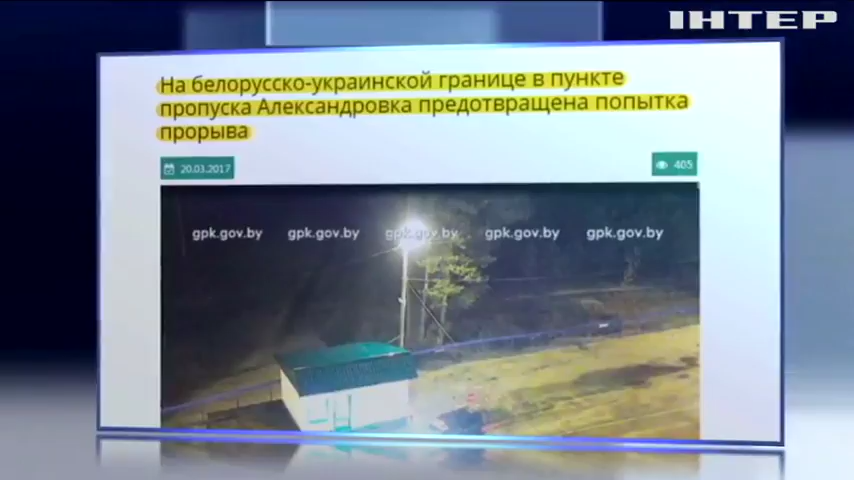 ІНТЕР
На белорусско-украинской границе в пункте
пропуска Александровка предотвращена попытка
прорыва
20.03.2017 405
gpk.gov.by gpk.gov.by gpk.gov.by gpk.gov.by gpk.gov.by